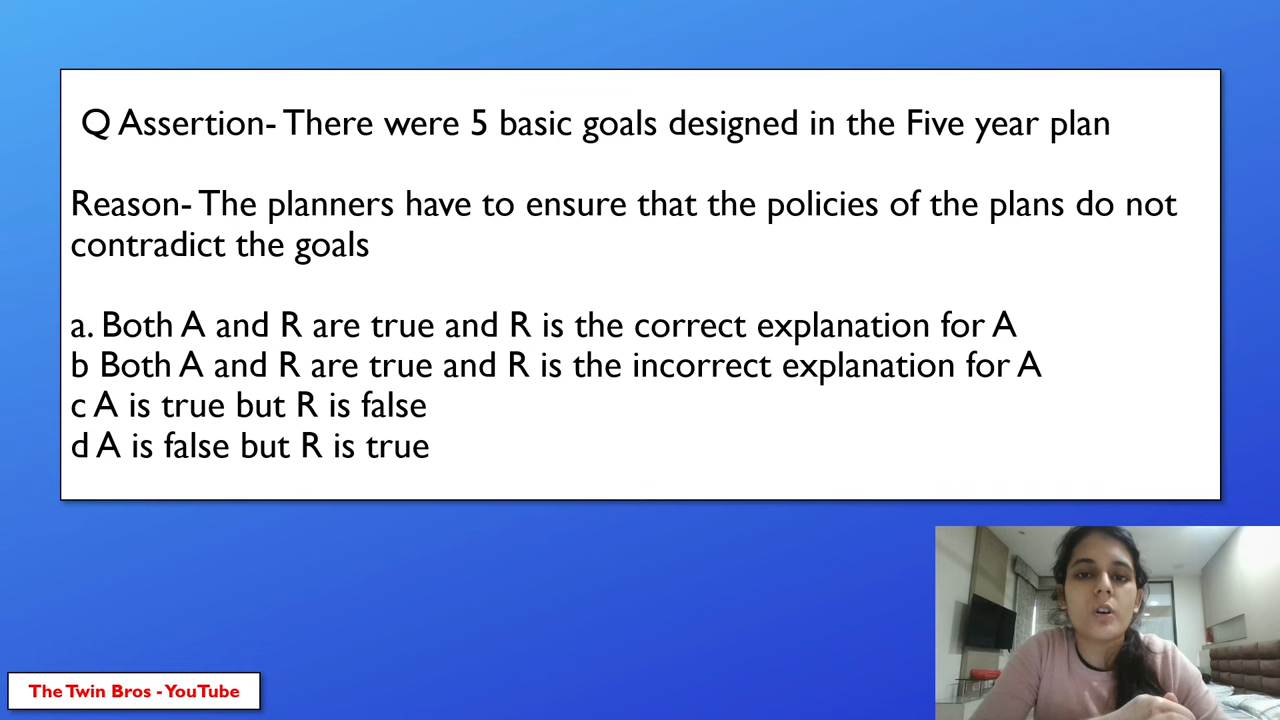 Q Assertion- There were 5 basic goals designed in the Five year plan
Reason- The planners have to ensure that the policies of the plans do not
contradict the goals
a. Both A and R are true and R is the correct explanation for A
b Both A and R are true and R is the incorrect explanation for A
c A is true but R is false
d A is false but R is true
The Twin Bros - YouTube